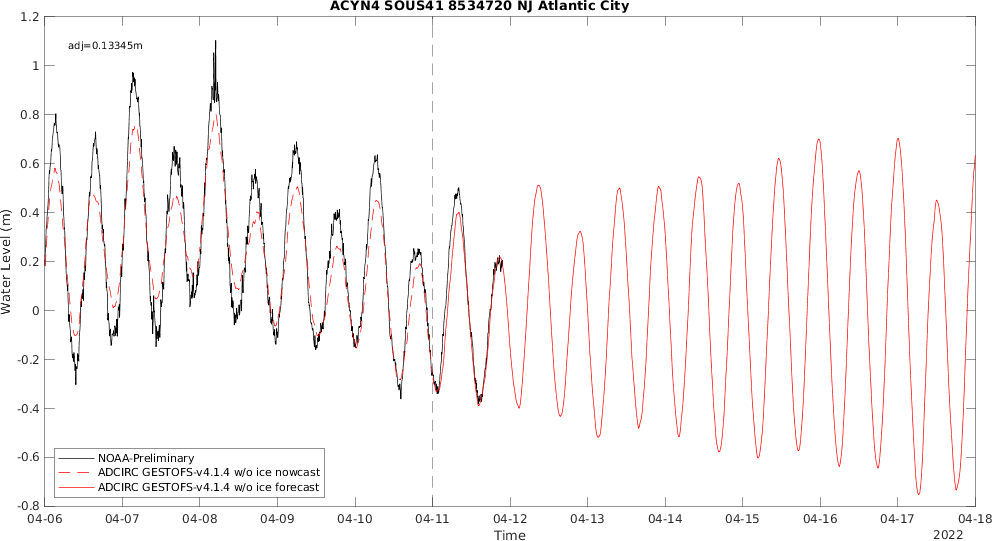 ACYN4 SOUS41 8534720 NJ Atlantic City
adj=0.13345m
Water Level (m)
1.2
1
0.8
0.6
0.4
0.2
0
-0.2
-0.4
-0.6
-0.8
NOAA-Preliminary
ADCIRC GESTOFS-v4.1.4 w/o ice nowcast
ADCIRC GESTOFS-v4.1.4 w/o ice forecast
04-06 04-07 04-08 04-09 04-10 04-11 04-12 04-13 04-14 04-15 04-16 04-17 04-18
Time
2022